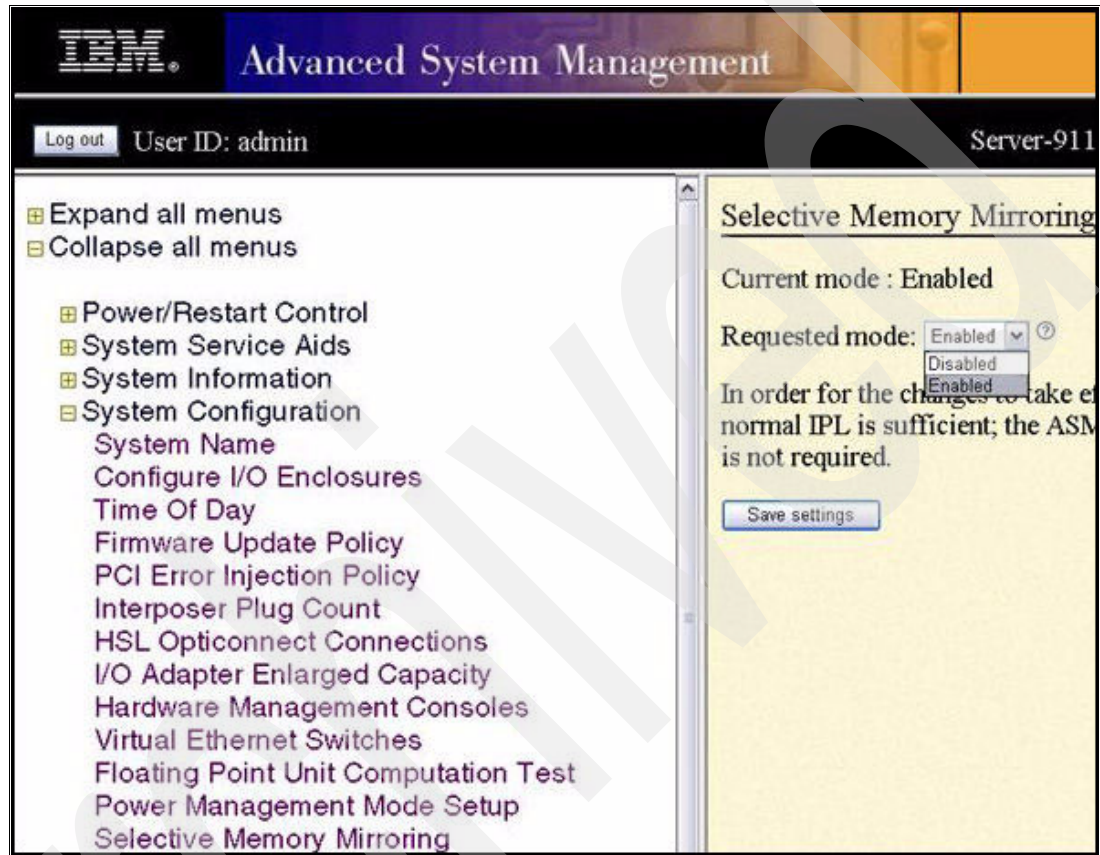 IBM.
Advanced System Management
Log out User ID: admin
Server-911
Expand all menus
Collapse all menus
Power/Restart Control
System Service Aids
System Information
System Configuration
System Name
Configure I/O Enclosures
Time Of Day
Firmware Update Policy
PCI Error Injection Policy
Interposer Plug Count
HSL Opticonnect Connections
I/O Adapter Enlarged Capacity
Hardware Management Consoles
Virtual Ethernet Switches
Floating Point Unit Computation Test
Power Management Mode Setup
Selective Memory Mirroring
Selective Memory Mirroring
Current mode : Enabled
Requested mode: Enabled
Disabled
Enabled
In order for the changes to take ef
normal IPL is sufficient; the ASM
is not required.
Save settings